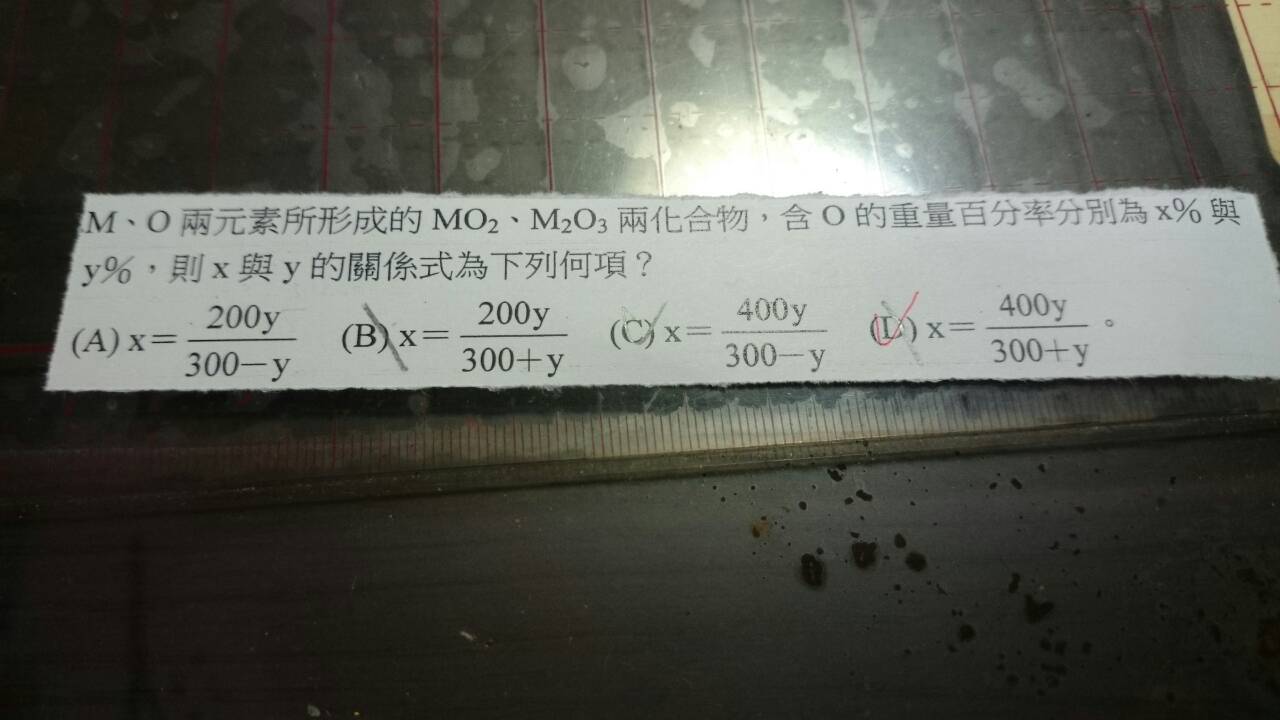 M、O 兩元素所形成的 MO₂、M₂O₃ 兩化合物，含 O 的重量百分率分別為 x% 與
y%，則 x 與 y 的關係式為下列何項？
(A) x= 200y/300−y (B) x= 200y/300+y (C) x= 400y/300−y (D) x= 400y/300+y 。